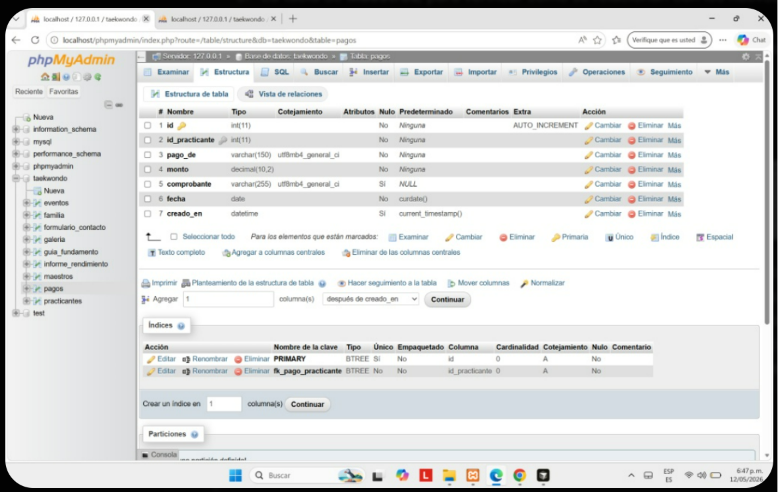 localhost / 127.0.0.1 / taekwondo
localhost / 127.0.0.1 / taekwondo
localhost/phpmyadmin/index.php?route=/table/structure&db=taekwondo&table=pagos
Verifique que es usted
Chat
phpMyAdmin
Reciente Favoritas
Nueva
information_schema
mysql
performance_schema
phpmyadmin
taekwondo
Nueva
eventos
familia
formulario_contacto
galeria
guia_fundamento
informe_rendimiento
maestros
pagos
practicantes
test
Servidor: 127.0.0.1 » Base de datos: taekwondo » Tabla: pagos
Examinar Estructura SQL Buscar Insertar Exportar Importar Privilegios Operaciones Seguimiento Más
Estructura de tabla Vista de relaciones
# Nombre Tipo Cotejamiento Atributos Nulo Predeterminado Comentarios Extra Acción
1 id int(11) No Ninguna AUTO_INCREMENT Cambiar Eliminar Más
2 id_practicante int(11) No Ninguna Cambiar Eliminar Más
3 pago_de varchar(150) utf8mb4_general_ci No Ninguna Cambiar Eliminar Más
4 monto decimal(10,2) No Ninguna Cambiar Eliminar Más
5 comprobante varchar(255) utf8mb4_general_ci Sí NULL Cambiar Eliminar Más
6 fecha date No curdate() Cambiar Eliminar Más
7 creado_en datetime Sí current_timestamp() Cambiar Eliminar Más
Seleccionar todo Para los elementos que están marcados: Examinar Cambiar Eliminar Primaria Único Índice Espacial
Texto completo Agregar a columnas centrales Eliminar de las columnas centrales
Imprimir Planteamiento de la estructura de tabla Hacer seguimiento a la tabla Mover columnas Normalizar
Agregar 1 columna(s) después de creado_en Continuar
Índices
Acción Nombre de la clave Tipo Único Empaquetado Columna Cardinalidad Cotejamiento Nulo Comentario
Editar Renombrar Eliminar PRIMARY BTREE Sí No id 0 A No
Editar Renombrar Eliminar fk_pago_practicante BTREE No No id_practicante 0 A No
Crear un índice en 1 columna(s) Continuar
Particiones
Consola
Buscar
ESP
ES
6:47 p.m.
12/05/2026